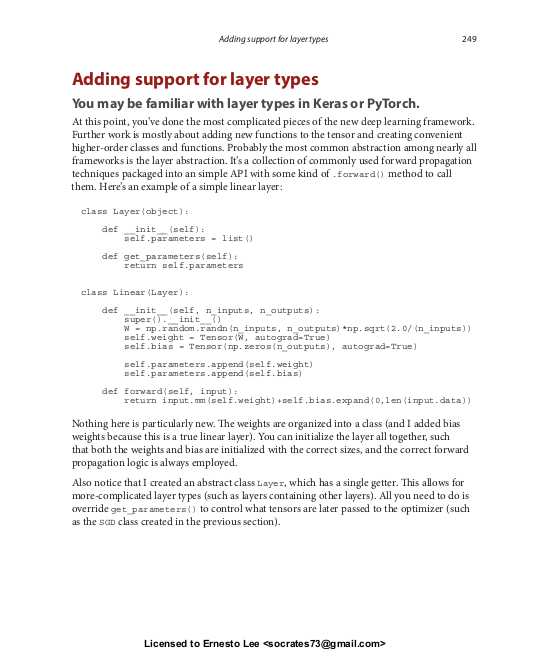 Adding support for layer types 249
Adding support for layer types
You may be familiar with layer types in Keras or PyTorch.
At this point, you've done the most complicated pieces of the new deep learning framework.
Further work is mostly about adding new functions to the tensor and creating convenient
higher-order classes and functions. Probably the most common abstraction among nearly all
frameworks is the layer abstraction. It's a collection of commonly used forward propagation
techniques packaged into an simple API with some kind of .forward() method to call
them. Here's an example of a simple linear layer:
class Layer(object):
def __init__(self):
self.parameters = list()
def get_parameters(self):
return self.parameters
class Linear(Layer):
def __init__(self, n_inputs, n_outputs):
super().__init__()
W = np.random.randn(n_inputs, n_outputs)*np.sqrt(2.0/(n_inputs))
self.weight = Tensor(W, autograd=True)
self.bias = Tensor(np.zeros(n_outputs), autograd=True)
self.parameters.append(self.weight)
self.parameters.append(self.bias)
def forward(self, input):
return input.mm(self.weight)+self.bias.expand(0,len(input.data))
Nothing here is particularly new. The weights are organized into a class (and I added bias
weights because this is a true linear layer). You can initialize the layer all together, such
that both the weights and bias are initialized with the correct sizes, and the correct forward
propagation logic is always employed.
Also notice that I created an abstract class Layer, which has a single getter. This allows for
more-complicated layer types (such as layers containing other layers). All you need to do is
override get_parameters() to control what tensors are later passed to the optimizer (such
as the SGD class created in the previous section).
Licensed to Ernesto Lee <socrates73@gmail.com>